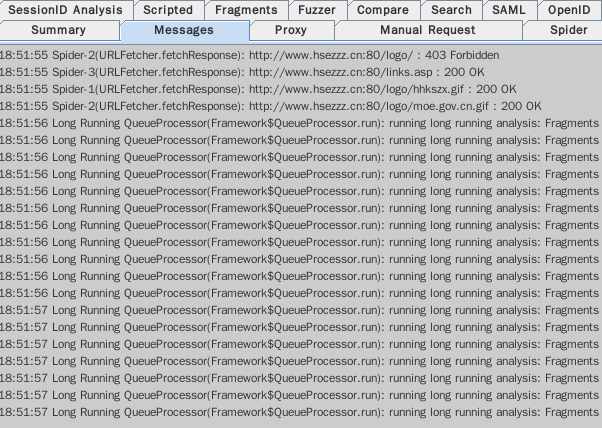 SessionID Analysis Scripted Fragments Fuzzer Compare Search SAML OpenID
Summary Messages Proxy Manual Request Spider
18:51:55 Spider-2(URLFetcher.fetchResponse): http://www.hsezzz.cn:80/logo/ : 403 Forbidden
18:51:55 Spider-3(URLFetcher.fetchResponse): http://www.hsezzz.cn:80/links.asp : 200 OK
18:51:55 Spider-1(URLFetcher.fetchResponse): http://www.hsezzz.cn:80/logo/hhkszx.gif : 200 OK
18:51:55 Spider-2(URLFetcher.fetchResponse): http://www.hsezzz.cn:80/logo/moe.gov.cn.gif : 200 OK
18:51:56 Long Running QueueProcessor(Framework$QueueProcessor.run): running long running analysis: Fragments
18:51:56 Long Running QueueProcessor(Framework$QueueProcessor.run): running long running analysis: Fragments
18:51:56 Long Running QueueProcessor(Framework$QueueProcessor.run): running long running analysis: Fragments
18:51:56 Long Running QueueProcessor(Framework$QueueProcessor.run): running long running analysis: Fragments
18:51:56 Long Running QueueProcessor(Framework$QueueProcessor.run): running long running analysis: Fragments
18:51:56 Long Running QueueProcessor(Framework$QueueProcessor.run): running long running analysis: Fragments
18:51:56 Long Running QueueProcessor(Framework$QueueProcessor.run): running long running analysis: Fragments
18:51:56 Long Running QueueProcessor(Framework$QueueProcessor.run): running long running analysis: Fragments
18:51:56 Long Running QueueProcessor(Framework$QueueProcessor.run): running long running analysis: Fragments
18:51:56 Long Running QueueProcessor(Framework$QueueProcessor.run): running long running analysis: Fragments
18:51:56 Long Running QueueProcessor(Framework$QueueProcessor.run): running long running analysis: Fragments
18:51:57 Long Running QueueProcessor(Framework$QueueProcessor.run): running long running analysis: Fragments
18:51:57 Long Running QueueProcessor(Framework$QueueProcessor.run): running long running analysis: Fragments
18:51:57 Long Running QueueProcessor(Framework$QueueProcessor.run): running long running analysis: Fragments
18:51:57 Long Running QueueProcessor(Framework$QueueProcessor.run): running long running analysis: Fragments
18:51:57 Long Running QueueProcessor(Framework$QueueProcessor.run): running long running analysis: Fragments
18:51:57 Long Running QueueProcessor(Framework$QueueProcessor.run): running long running analysis: Fragments
18:51:57 Long Running QueueProcessor(Framework$QueueProcessor.run): running long running analysis: Fragments